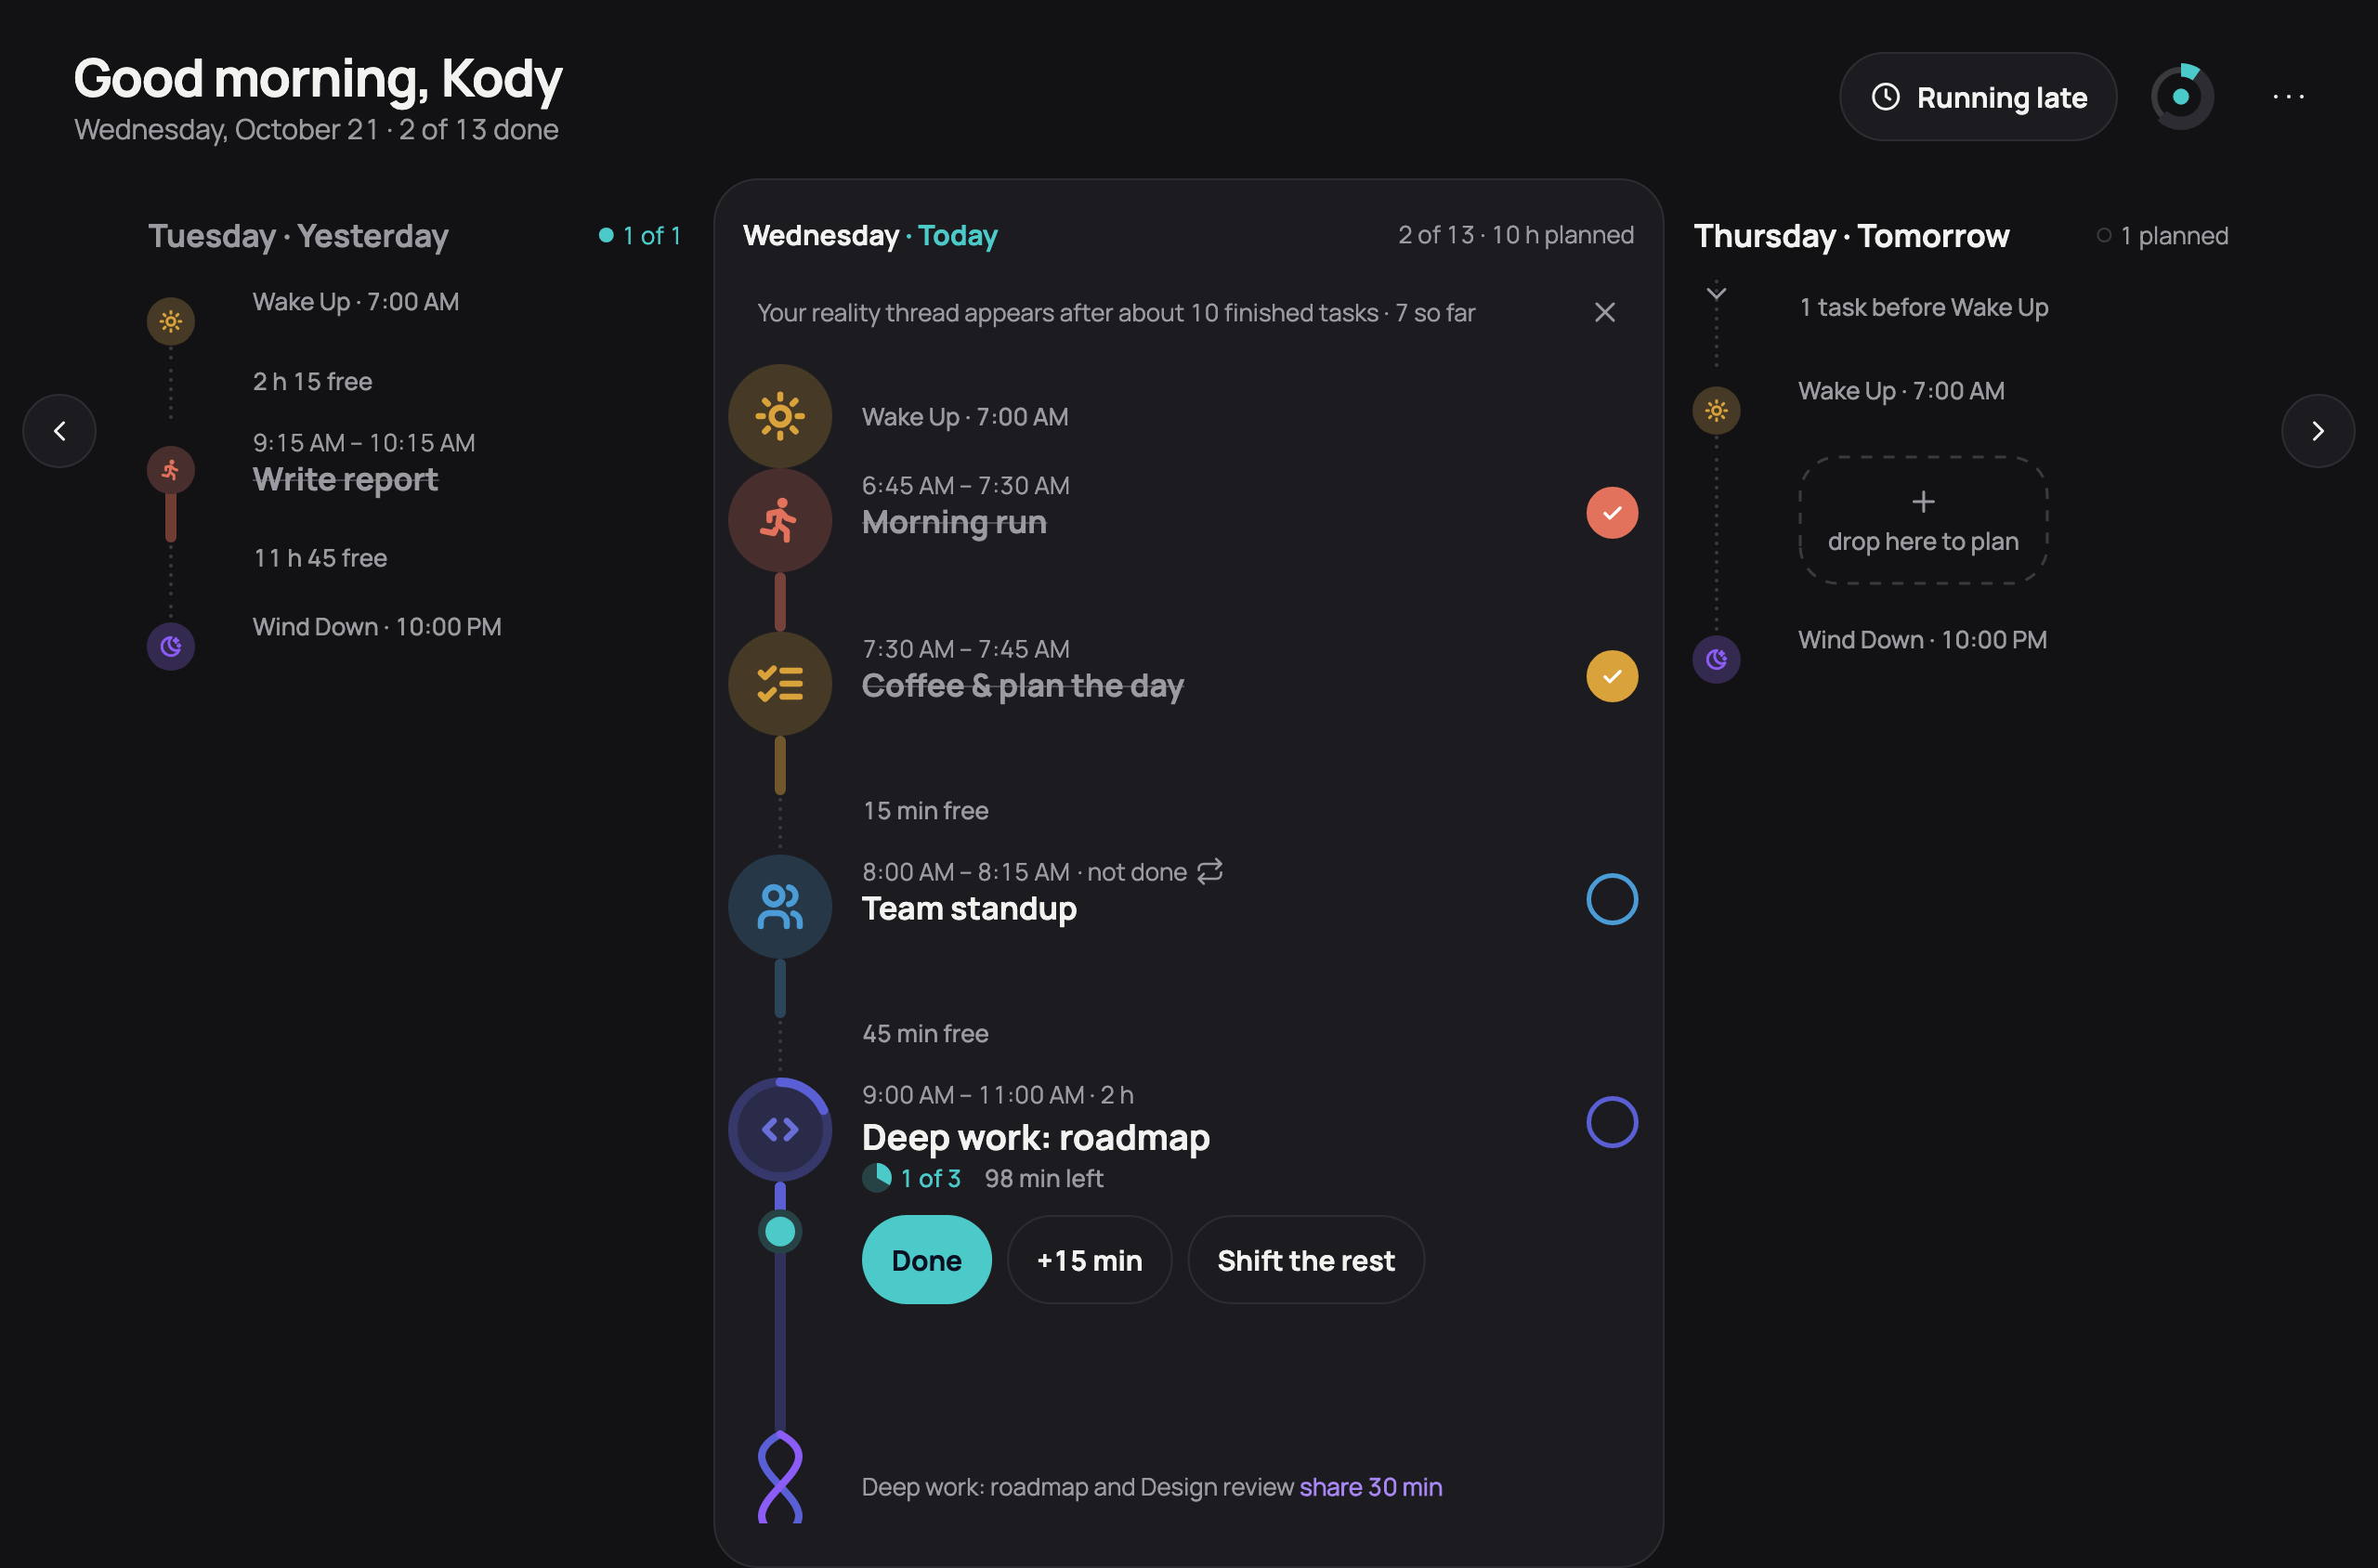 Good morning, Kody
Wednesday, October 21 · 2 of 13 done
Running late
Tuesday · Yesterday
1 of 1
Wake Up · 7:00 AM
2 h 15 free
9:15 AM – 10:15 AM
Write report
11 h 45 free
Wind Down · 10:00 PM
Wednesday · Today
2 of 13 · 10 h planned
Your reality thread appears after about 10 finished tasks · 7 so far
Wake Up · 7:00 AM
6:45 AM – 7:30 AM
Morning run
7:30 AM – 7:45 AM
Coffee & plan the day
15 min free
8:00 AM – 8:15 AM · not done
Team standup
45 min free
9:00 AM – 11:00 AM · 2 h
Deep work: roadmap
1 of 3 98 min left
Done
+15 min
Shift the rest
Deep work: roadmap and Design review share 30 min
Thursday · Tomorrow
1 planned
1 task before Wake Up
Wake Up · 7:00 AM
drop here to plan
Wind Down · 10:00 PM